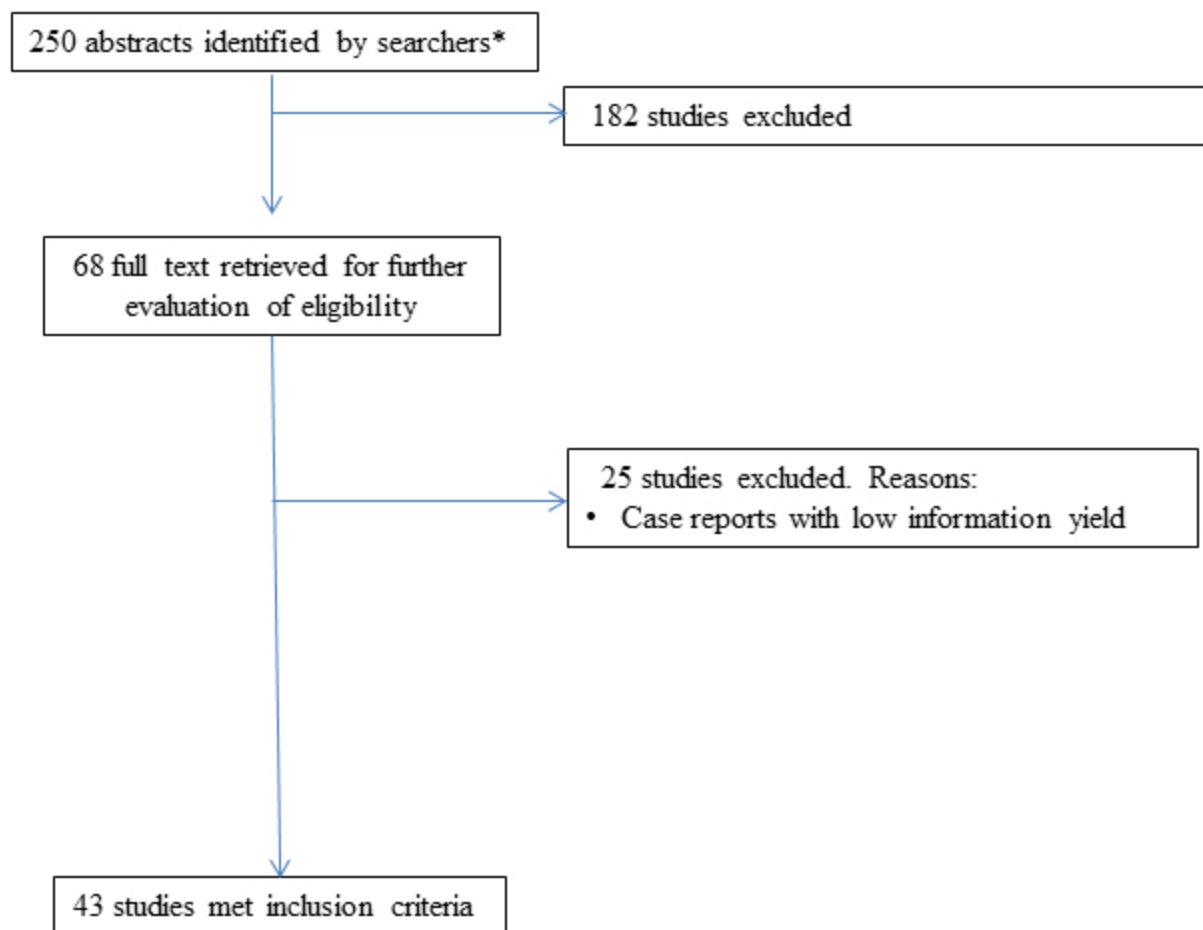 250 abstracts identified by searchers*
182 studies excluded
68 full text retrieved for further
evaluation of eligibility
25 studies excluded. Reasons:
• Case reports with low information yield
43 studies met inclusion criteria